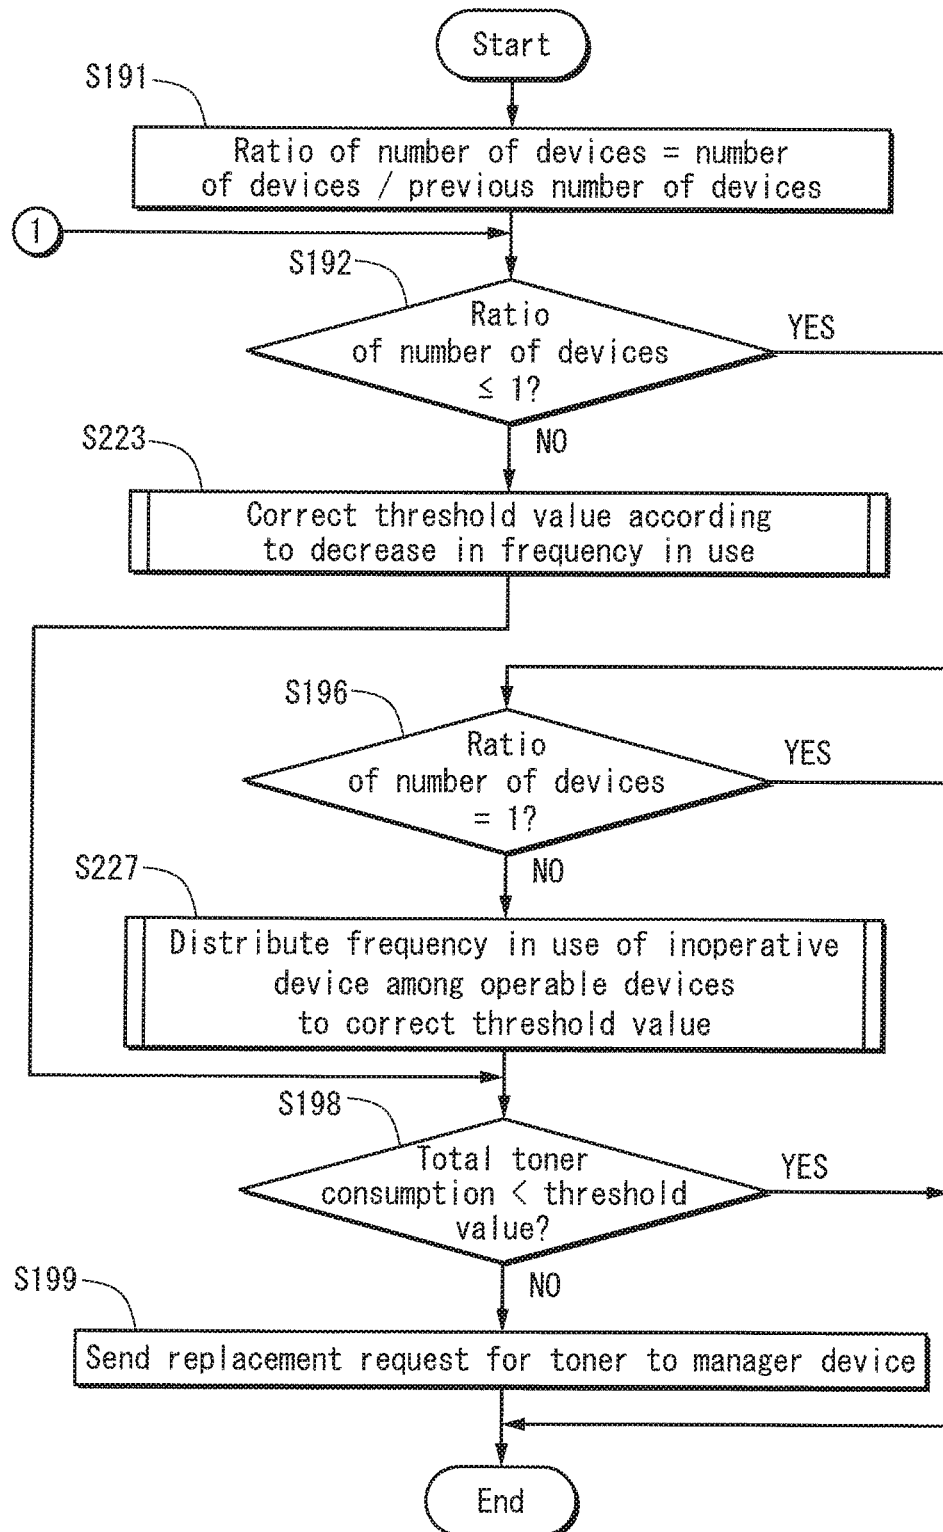 Start
S191
Ratio of number of devices = number
of devices / previous number of devices
1
S192
Ratio
of number of devices
≤ 1?
YES
NO
S223
Correct threshold value according
to decrease in frequency in use
S196
Ratio
of number of devices
= 1?
YES
NO
S227
Distribute frequency in use of inoperative
device among operable devices
to correct threshold value
S198
Total toner
consumption < threshold
value?
YES
NO
S199
Send replacement request for toner to manager device
End